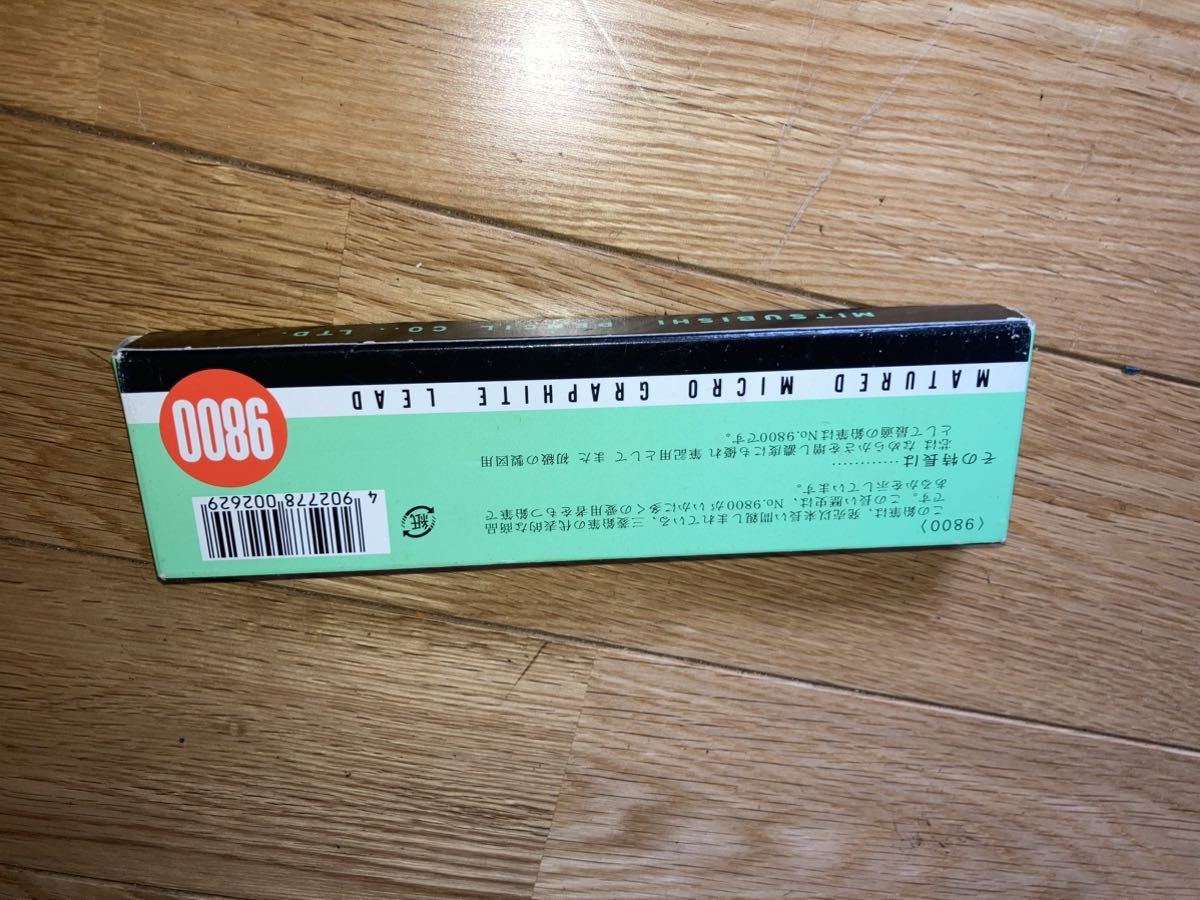 〈9800〉
この鉛筆は、発売以来長い間親しまれている、三菱鉛筆の代表的な商品
です。この長い歴史は、No.9800がいかに多くの愛用者をもつ鉛筆で
あるかを示しています。
その特長は…………
芯はなめらかさを増し濃度にも優れ 筆記用として また 初級の製図用
として最適の鉛筆はNo.9800です。
紙
4 902778 002629
9800
MATURED MICRO GRAPHITE LEAD
MITSUBISHI PENCIL CO., LTD.